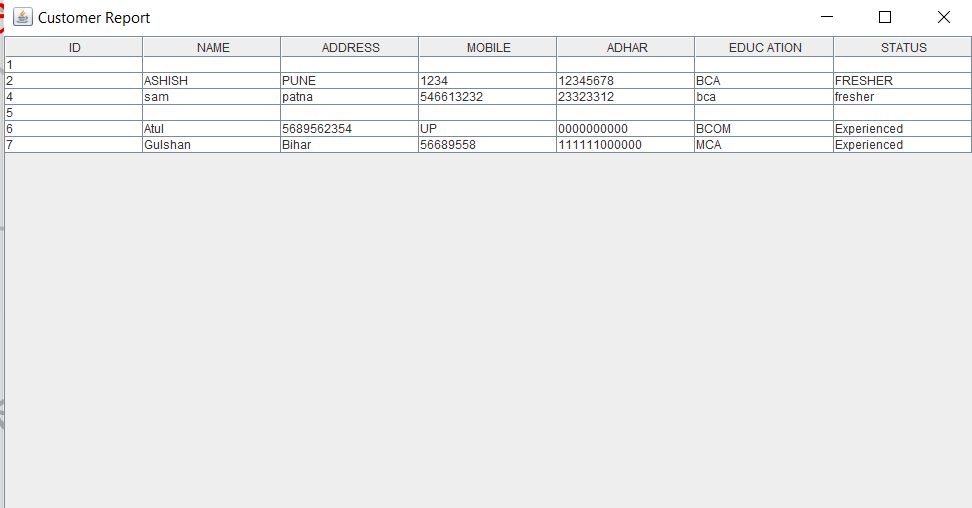 Customer Report
ID NAME ADDRESS MOBILE ADHAR EDUC ATION STATUS
1
2 ASHISH PUNE 1234 12345678 BCA FRESHER
4 sam patna 546613232 23323312 bca fresher
5
6 Atul 5689562354 UP 0000000000 BCOM Experienced
7 Gulshan Bihar 56689558 111111000000 MCA Experienced